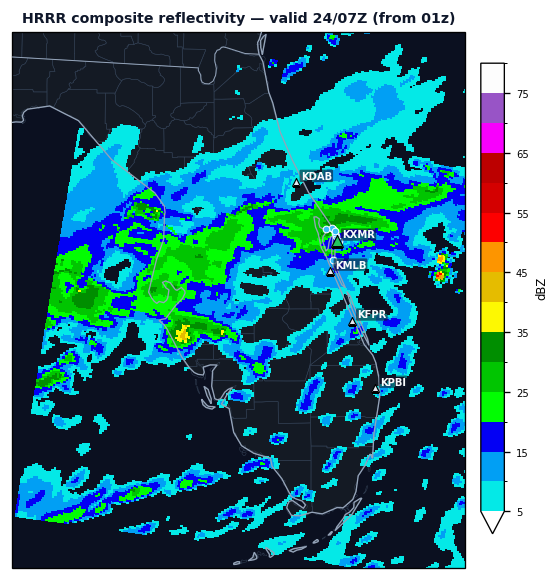 HRRR composite reflectivity — valid 24/07Z (from 01z)
KDAB
KXMR
KMLB
KFPR
KPBI
75
65
55
45
35
25
15
5
dBZ